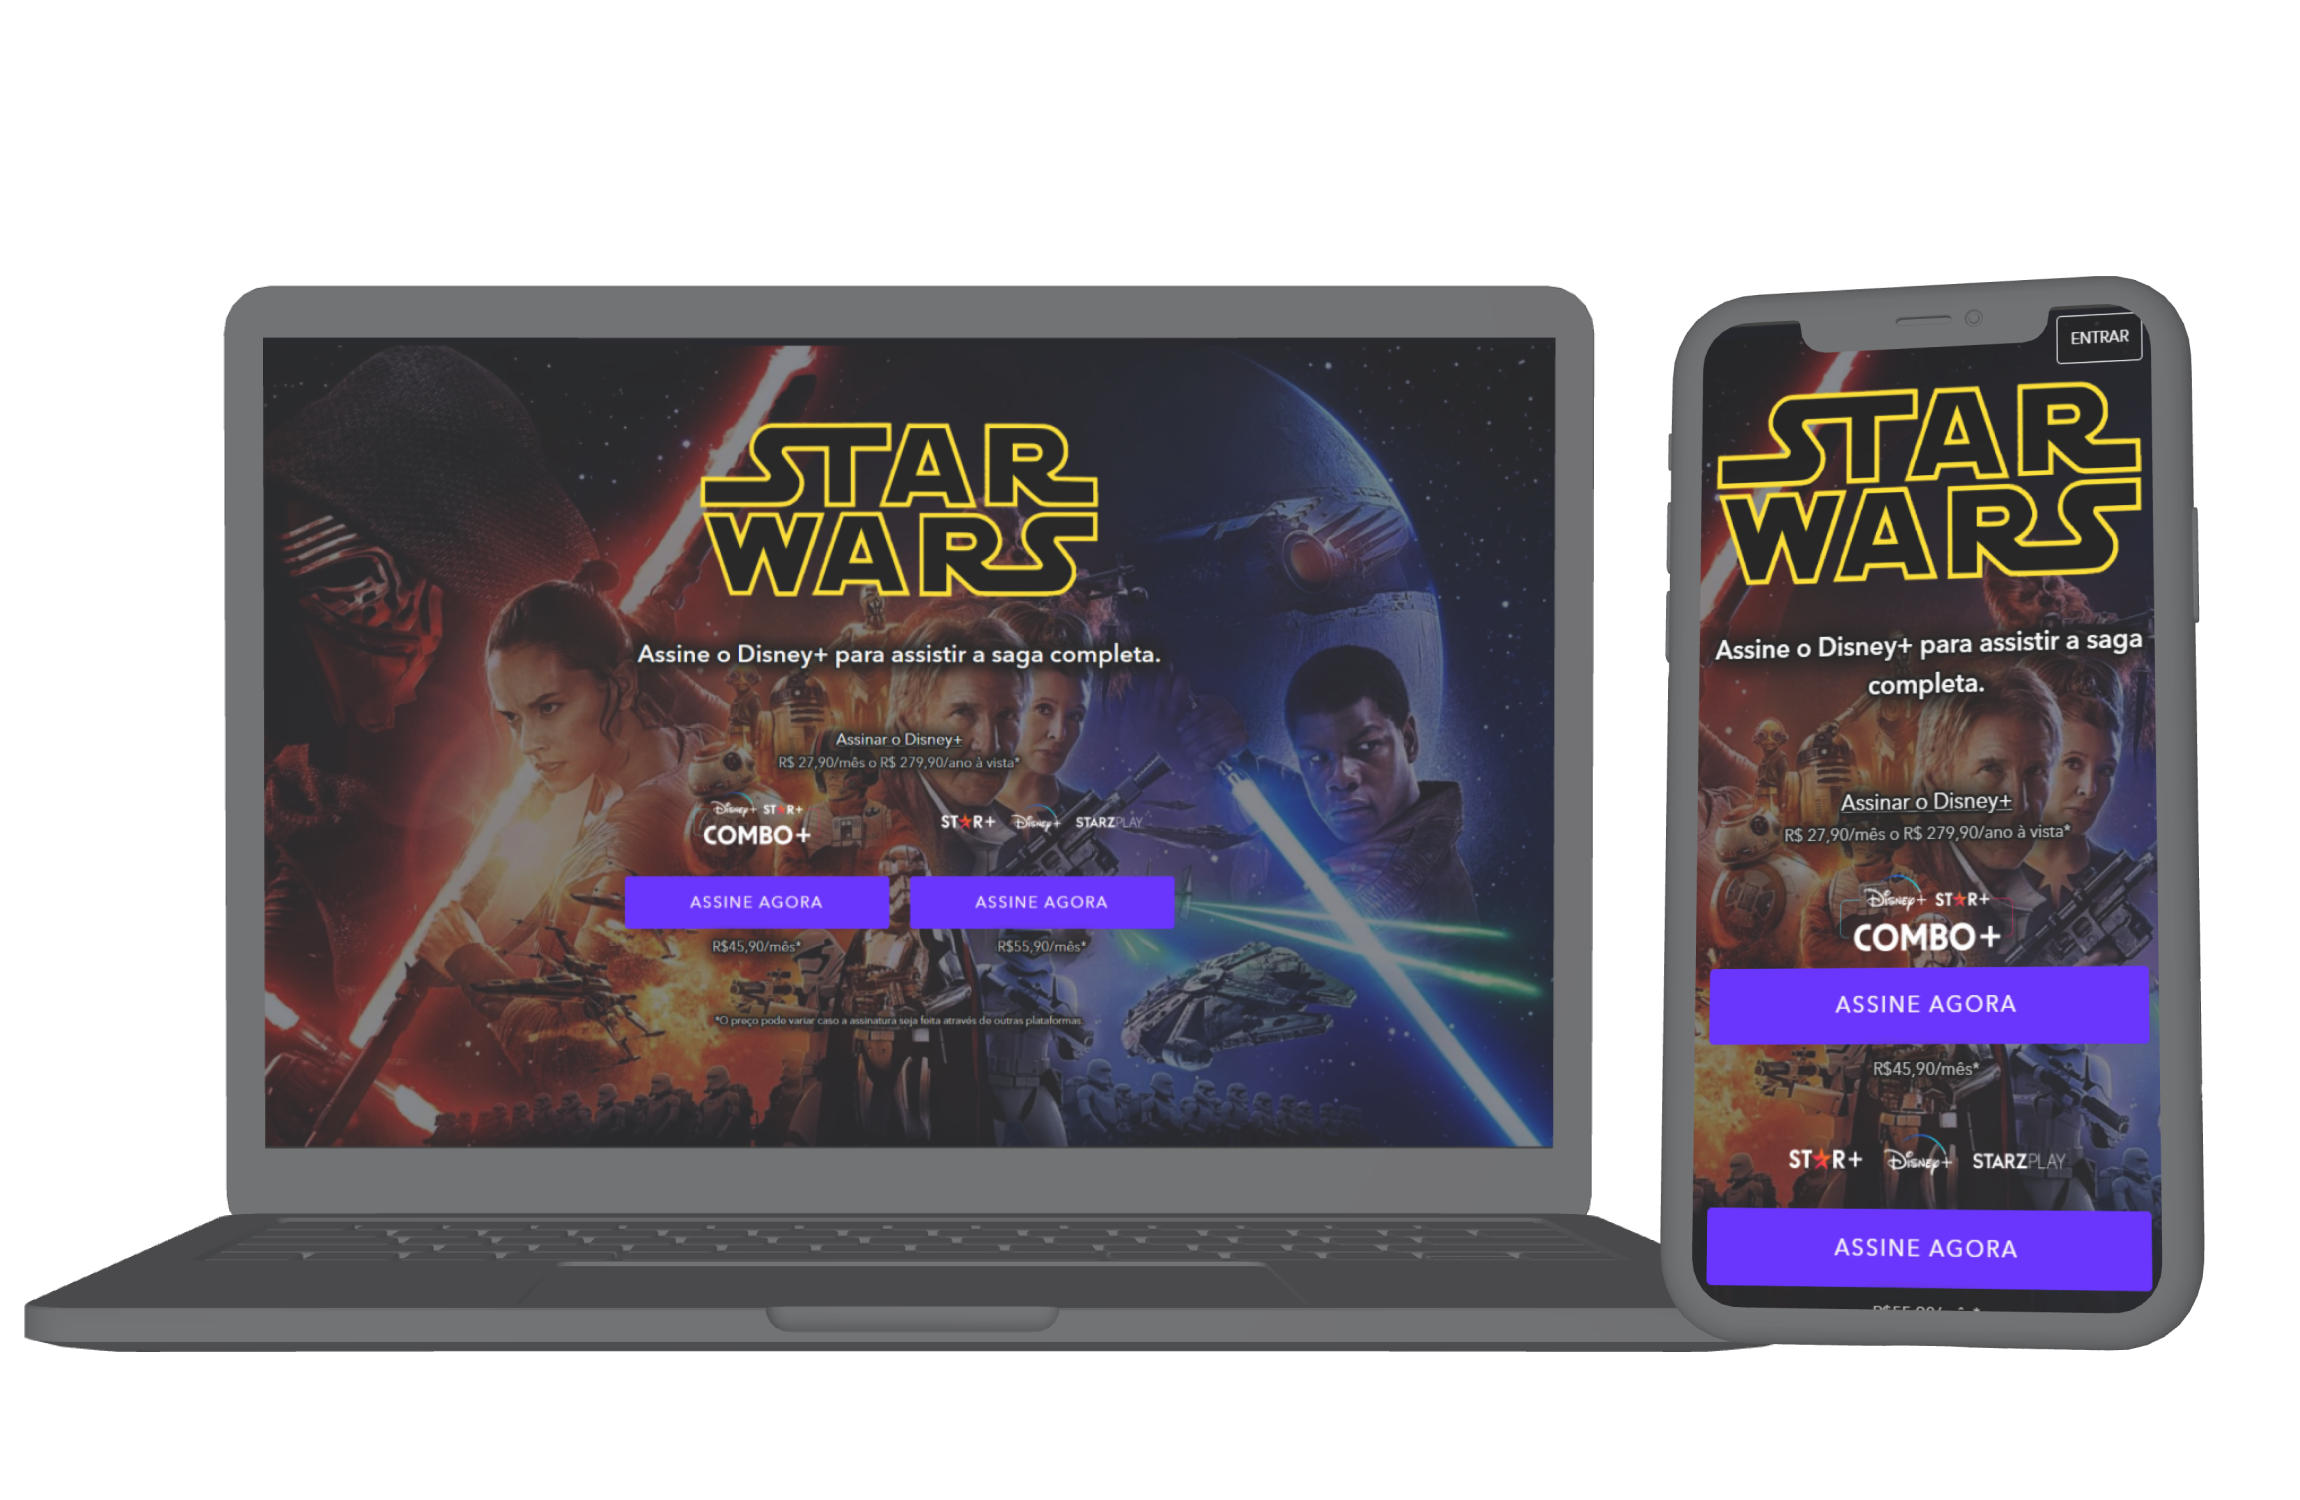 STAR
WARS
Assine o Disney+ para assistir a saga completa.
Assinar o Disney+
R$ 27,90/mês o R$ 279,90/ano à vista*
Disney+ STAR+
COMBO+
STAR+ Disney+ STARZPLAY
ASSINE AGORA ASSINE AGORA
R$45,90/mês* R$55,90/mês*
*O preço pode variar caso a assinatura seja feita através de outras plataformas.
ENTRAR
STAR
WARS
Assine o Disney+ para assistir a saga
completa.
Assinar o Disney+
R$ 27,90/mês o R$ 279,90/ano à vista*
Disney+ STAR+
COMBO+
ASSINE AGORA
R$45,90/mês*
STAR+ Disney+ STARZPLAY
ASSINE AGORA